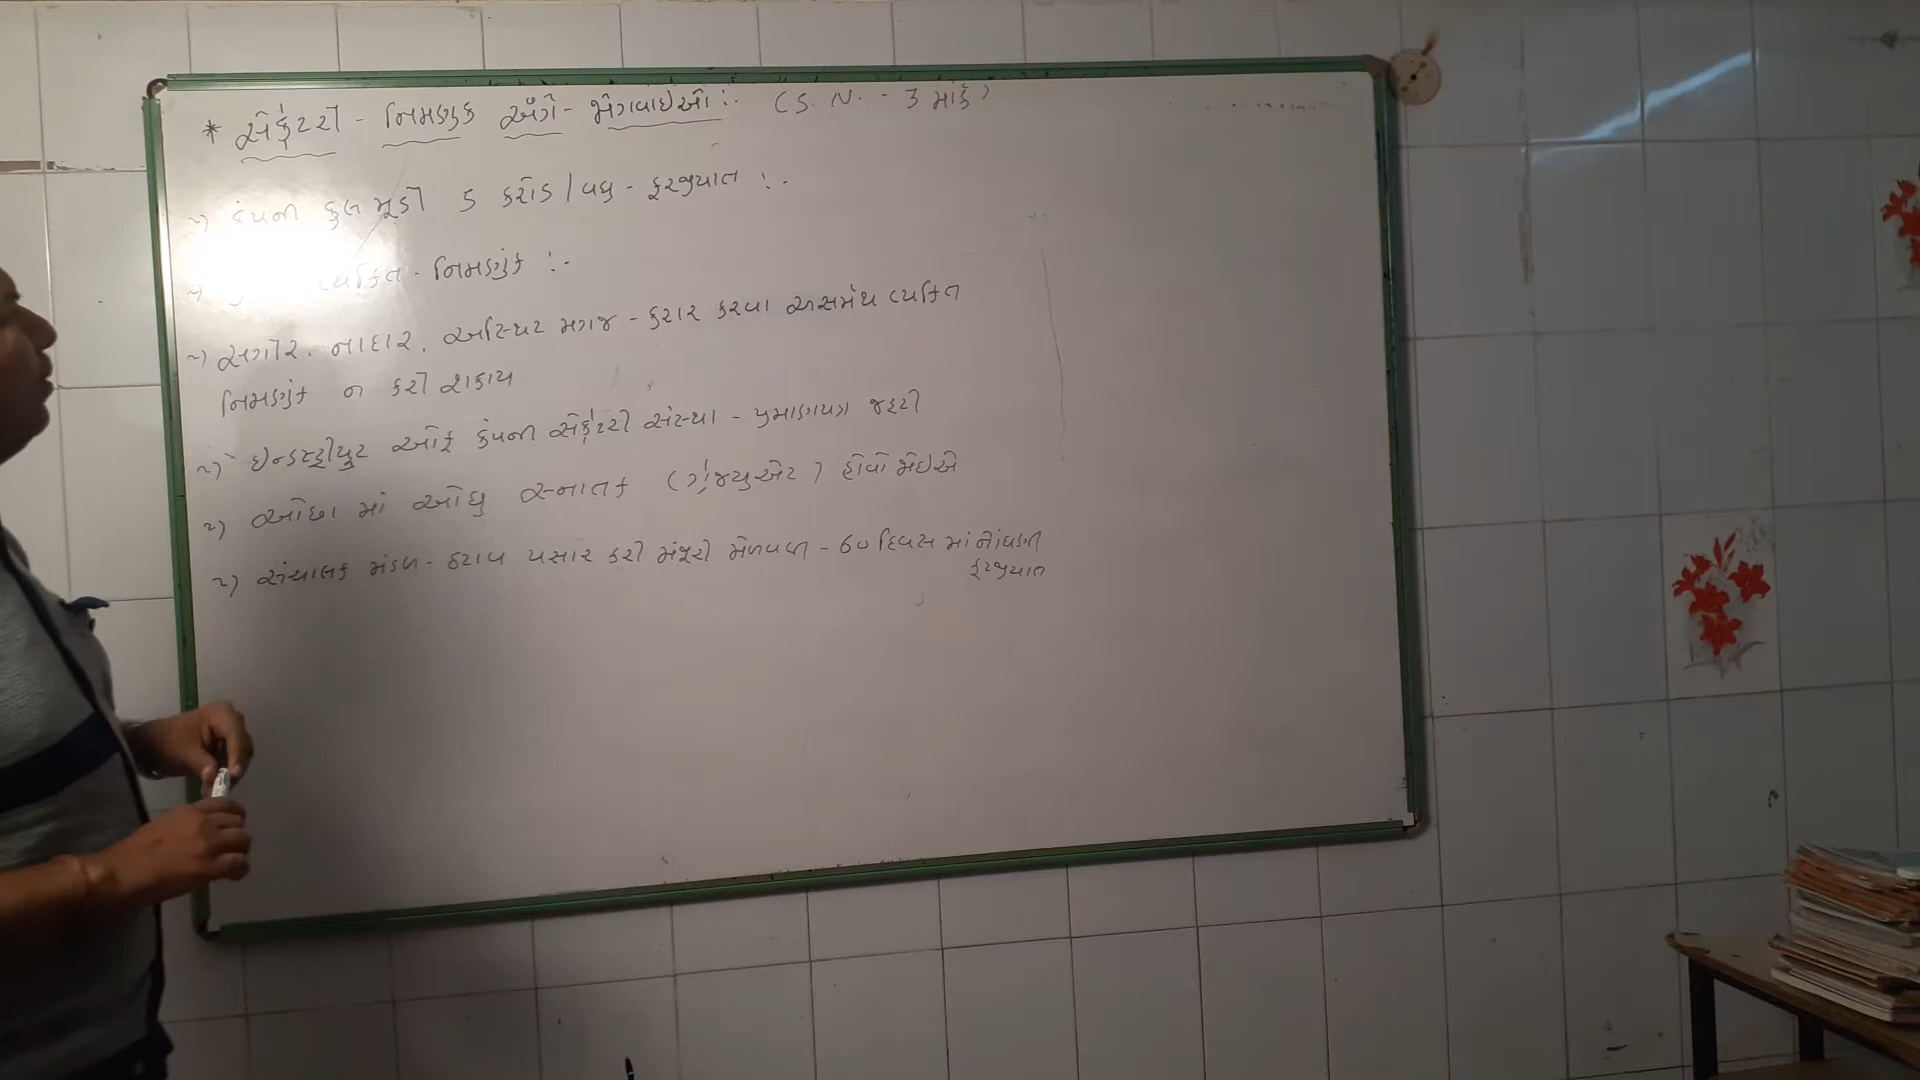 * સેક્રેટરી - નિમણુક અંગે - જોગવાઇઓ :- ( S. N. - 3 માર્ક )
કંપની કુલ મૂડી 5 કરોડ / વધુ - ફરજીયાત :-
વ્યક્તિ - નિમણુંક :-
સગીર. નાદાર. અસ્થિર મગજ - કરાર કરવા અસમર્થ વ્યક્તિ
નિમણુંક ન કરી શકાય
ઇન્સ્ટીટ્યુટ ઓફ કંપની સેક્રેટરી સંસ્થા - પ્રમાણપત્ર જરૂરી
ઓછા માં ઓછુ સ્નાતક ( ગ્રેજ્યુએટ ) હોવો જોઇએ
સંચાલક મંડળ - ઠરાવ પસાર કરી મંજૂરી મેળવવી - 60 દિવસ માં નોંધણી
ફરજીયાત